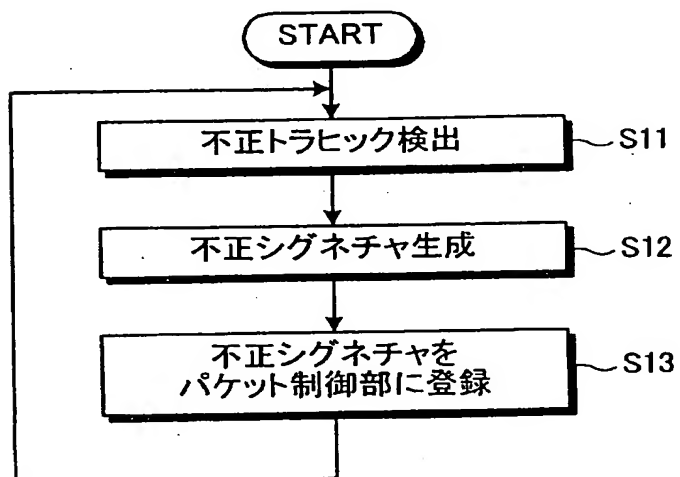 START
不正トラヒック検出
S11
不正シグネチャ生成
S12
不正シグネチャを
パケット制御部に登録
S13